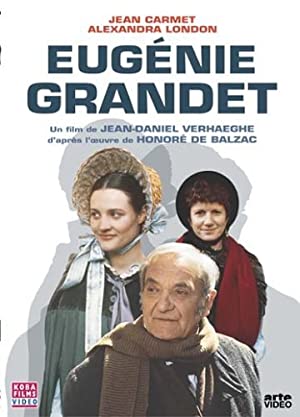 JEAN CARMET
ALEXANDRA LONDON
EUGÉNIE
GRANDET
Un film de JEAN-DANIEL VERHAEGHE
d'après l'œuvre de HONORÉ DE BALZAC
KOBA
FILMS
VIDEO
arte
VIDEO